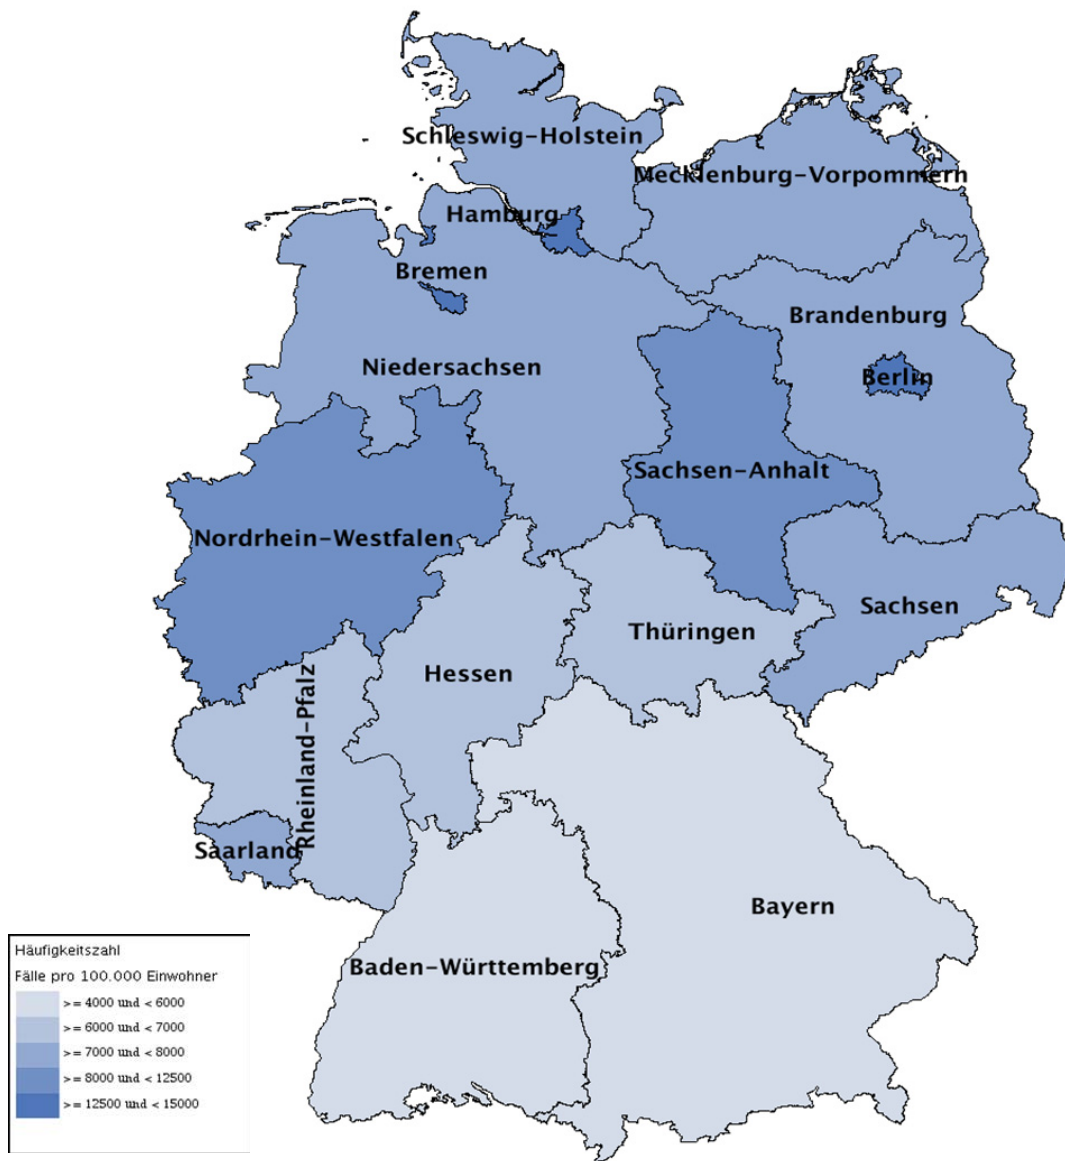 Schleswig-Holstein
Mecklenburg-Vorpommern
Hamburg
Bremen
Brandenburg
Niedersachsen
Berlin
Sachsen-Anhalt
Nordrhein-Westfalen
Sachsen
Thüringen
Hessen
Rheinland-Pfalz
Saarland
Bayern
Baden-Württemberg
Häufigkeitszahl
Fälle pro 100.000 Einwohner
>= 4000 und < 6000
>= 6000 und < 7000
>= 7000 und < 8000
>= 8000 und < 12500
>= 12500 und < 15000